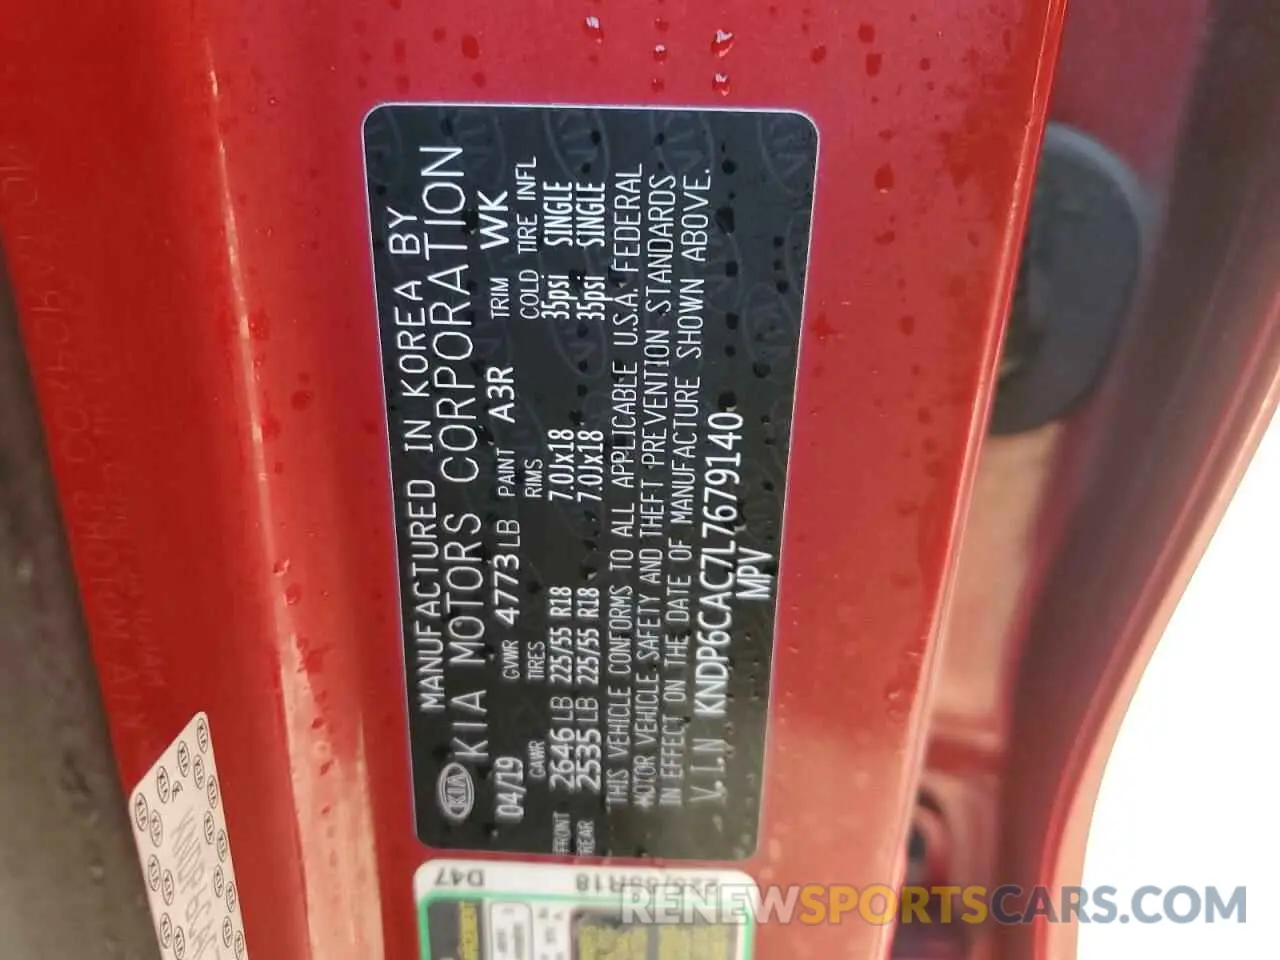 MANUFACTURED IN KOREA BY
KIA KIA MOTORS CORPORATION
04/19 GVWR 4773 LB PAINT A3R TRIM WK
GAWR TIRES RIMS COLD TIRE INFL
FRONT 2646 LB 225/55 R18 7.0Jx18 35psi SINGLE
REAR 2535 LB 225/55 R18 7.0Jx18 35psi SINGLE
THIS VEHICLE CONFORMS TO ALL APPLICABLE U.S.A. FEDERAL
MOTOR VEHICLE SAFETY AND THEFT PREVENTION STANDARDS
IN EFFECT ON THE DATE OF MANUFACTURE SHOWN ABOVE.
V.I.N KNDP6CAC7L7679140
MPV
D47
225/55R18
RENEWSPORTSCARS.COM